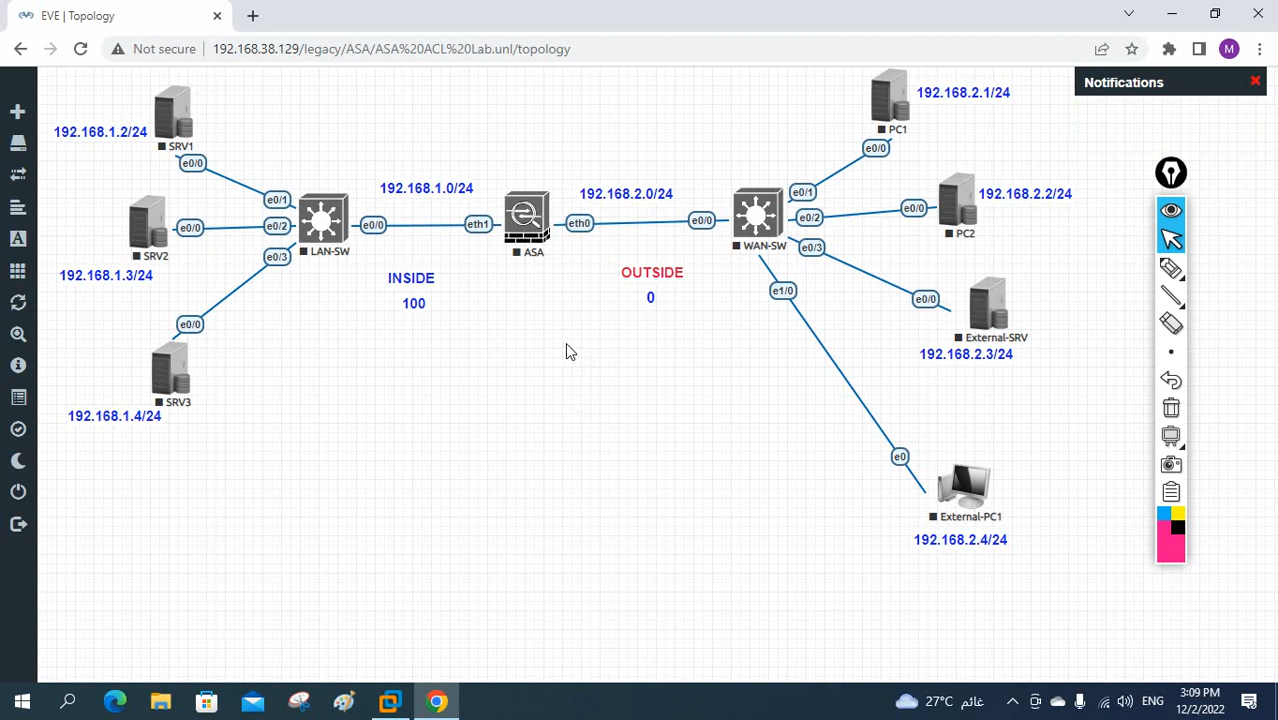 EVE | Topology
Not secure
192.168.38.129/legacy/ASA/ASA%20ACL%20Lab.unl/topology
M
Notifications
192.168.2.1/24
PC1
e0/0
192.168.1.2/24
SRV1
e0/0
e0/1
192.168.1.0/24
192.168.2.0/24
e0/1
e0/0
192.168.2.2/24
SRV2
e0/0
e0/2
LAN-SW
e0/0
eth1
ASA
eth0
e0/0
WAN-SW
e0/2
PC2
192.168.1.3/24
e0/3
INSIDE
100
OUTSIDE
0
e0/3
e1/0
e0/0
External-SRV
192.168.2.3/24
e0/0
SRV3
192.168.1.4/24
e0
External-PC1
192.168.2.4/24
27°C غائم
ENG
3:09 PM
12/2/2022